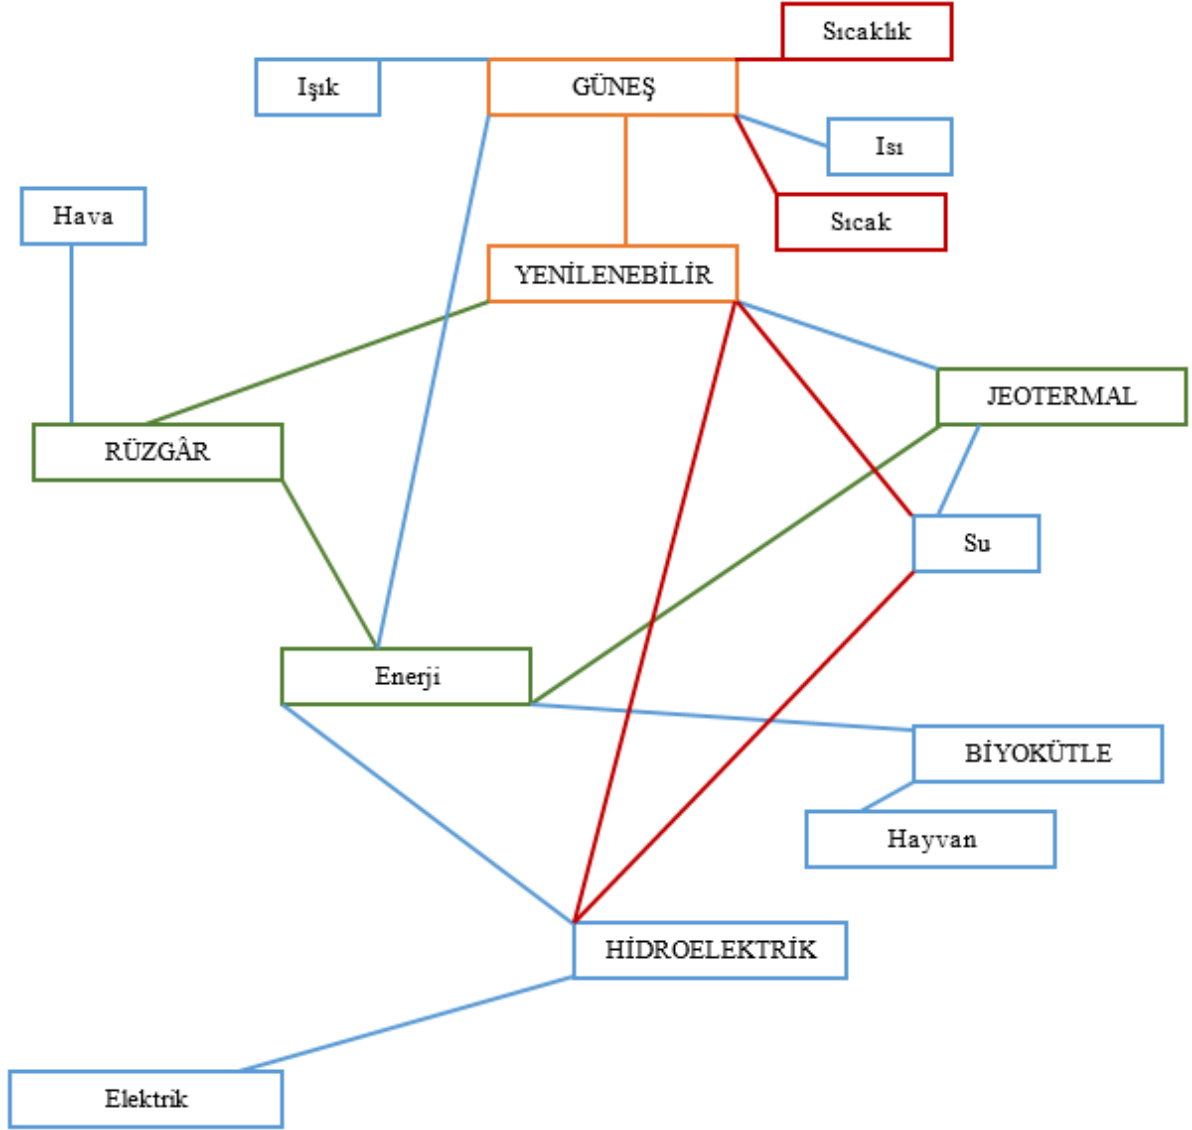 Sıcaklık
Işık
GÜNEŞ
Isı
Sıcak
Hava
YENİLENEBİLİR
JEOTERMAL
RÜZGÂR
Su
Enerji
BİYOKÜTLE
Hayvan
HİDROELEKTRİK
Elektrik